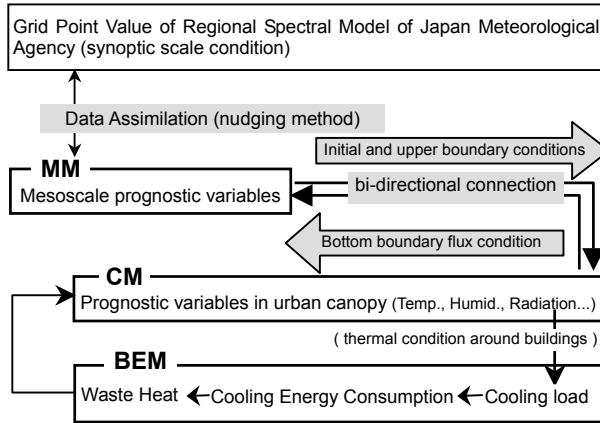 Grid Point Value of Regional Spectral Model of Japan Meteorological
Agency (synoptic scale condition)
Data Assimilation (nudging method)
Initial and upper boundary conditions
MM
Mesoscale prognostic variables
bi-directional connection
Bottom boundary flux condition
CM
Prognostic variables in urban canopy (Temp., Humid., Radiation...)
( thermal condition around buildings )
BEM
Waste Heat
Cooling Energy Consumption
Cooling load